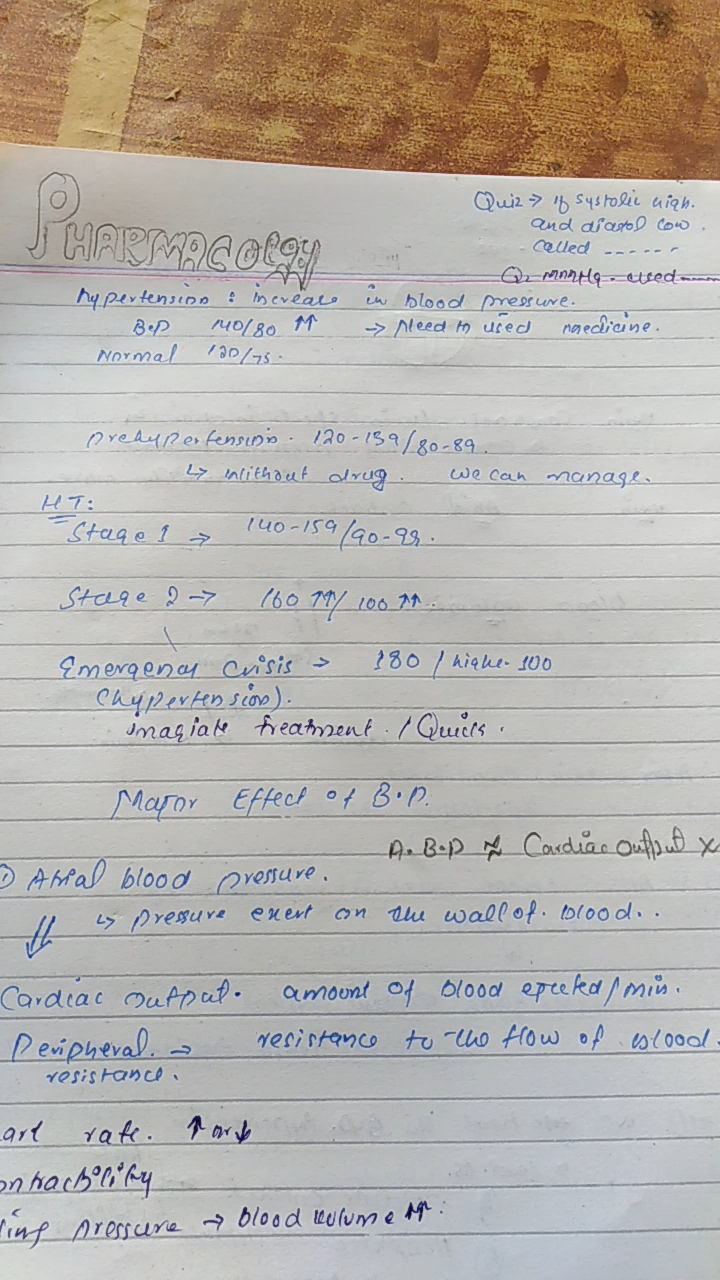 Quiz → if systolic high.
and diastol low.
called ------
PHARMACOLOGY
Q. mmHg - used ----
hypertension : increase in blood pressure.
B.P 140/80 ↑↑ → Need to used medicine.
Normal 120/75.
prehypertension. 120-139/80-89.
↳ Without drug. we can manage.
HT:
Stage 1 → 140-159/90-99.
Stage 2 → 160 ↑↑/ 100 ↑↑.
Emergency Crisis → 180 / highe- 100
(hypertension).
imagiate treatment. / Quick.
Major Effect of B.P.
A. B.P ≈ Cardiac output ×
① Atrial blood pressure.
↳ pressure exert on the wall of. blood..
Cardiac output. amount of blood ejected/min.
Peripheral. → resistance to the flow of blood.
resistance.
art rate. ↑ or ↓
ontractility
ling pressure → blood volume ↑↑.